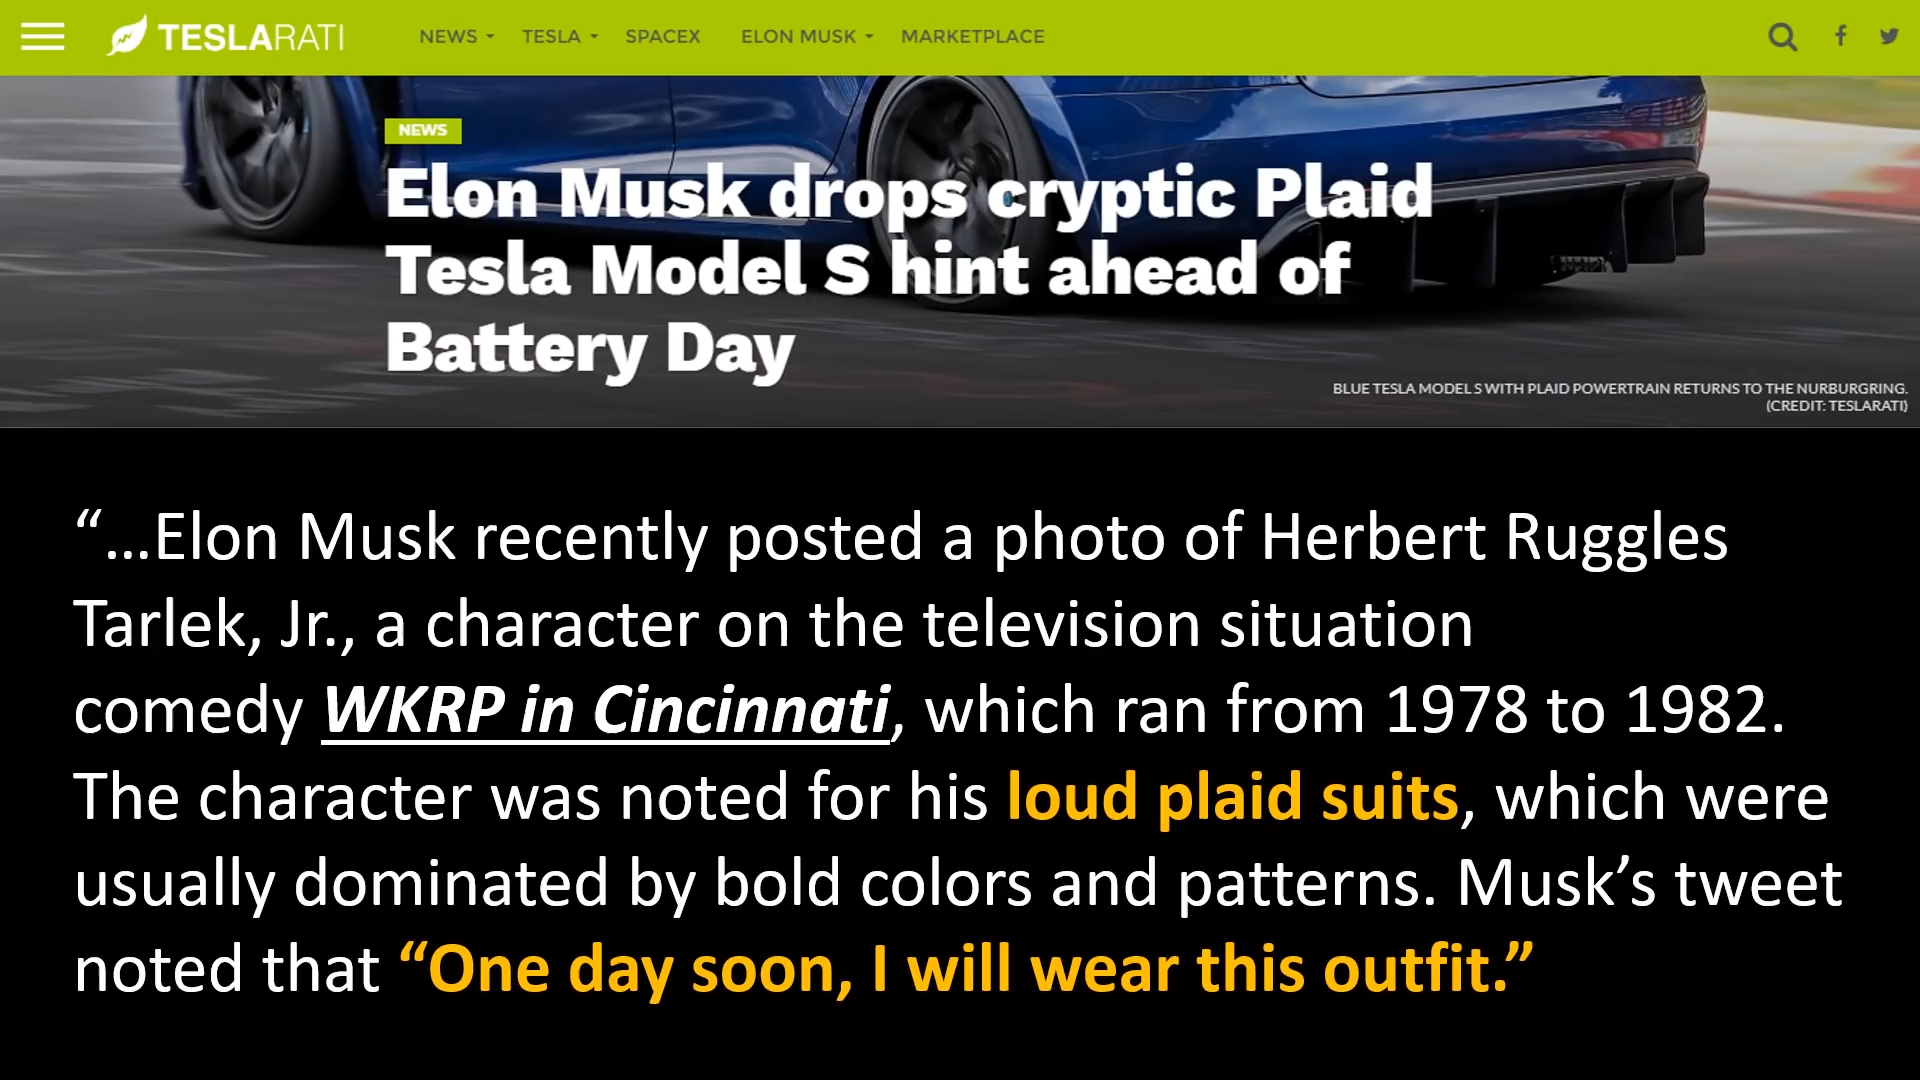 TESLARATI
NEWS TESLA SPACEX ELON MUSK MARKETPLACE
NEWS
Elon Musk drops cryptic Plaid
Tesla Model S hint ahead of
Battery Day
BLUE TESLA MODEL S WITH PLAID POWERTRAIN RETURNS TO THE NURBURGRING.
(CREDIT: TESLARATI)
“…Elon Musk recently posted a photo of Herbert Ruggles
Tarlek, Jr., a character on the television situation
comedy WKRP in Cincinnati, which ran from 1978 to 1982.
The character was noted for his loud plaid suits, which were
usually dominated by bold colors and patterns. Musk’s tweet
noted that “One day soon, I will wear this outfit.”